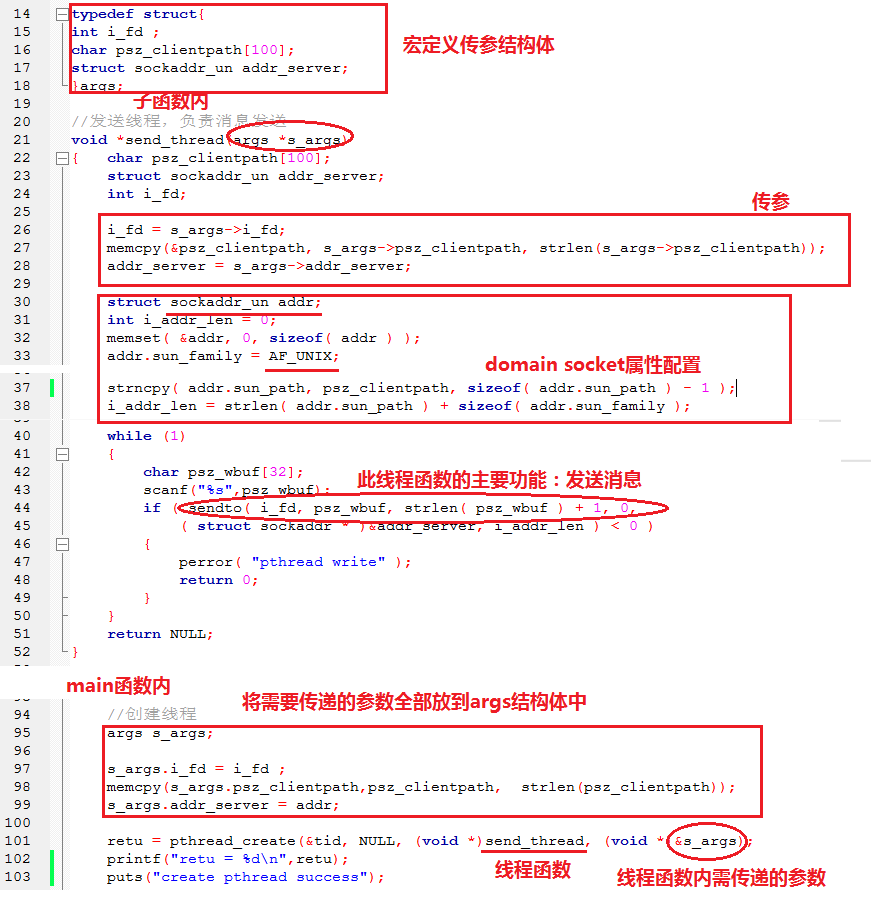 14 typedef struct{
15 int i_fd ;
16 char psz_clientpath[100];
宏定义传参结构体
17 struct sockaddr_un addr_server;
18 }args;
19
子函数内
20 //发送线程，负责消息发送
21 void *send_thread(args *s_args)
22 { char psz_clientpath[100];
23 struct sockaddr_un addr_server;
24 int i_fd;
25
传参
26 i_fd = s_args->i_fd;
27 memcpy(&psz_clientpath, s_args->psz_clientpath, strlen(s_args->psz_clientpath));
28 addr_server = s_args->addr_server;
29
30 struct sockaddr_un addr;
31 int i_addr_len = 0;
32 memset( &addr, 0, sizeof( addr ) );
33 addr.sun_family = AF_UNIX;
domain socket属性配置
37 strncpy( addr.sun_path, psz_clientpath, sizeof( addr.sun_path ) - 1 );
38 i_addr_len = strlen( addr.sun_path ) + sizeof( addr.sun_family );
40 while (1)
41 {
42 char psz_wbuf[32];
此线程函数的主要功能：发送消息
43 scanf("%s",psz_wbuf);
44 if ( sendto( i_fd, psz_wbuf, strlen( psz_wbuf ) + 1, 0,
45 ( struct sockaddr * )&addr_server, i_addr_len ) < 0 )
46 {
47 perror( "pthread write" );
48 return 0;
49 }
50 }
51 return NULL;
52 }
main函数内
将需要传递的参数全部放到args结构体中
94 //创建线程
95 args s_args;
96
97 s_args.i_fd = i_fd ;
98 memcpy(s_args.psz_clientpath,psz_clientpath, strlen(psz_clientpath));
99 s_args.addr_server = addr;
100
101 retu = pthread_create(&tid, NULL, (void *)send_thread, (void *)&s_args);
102 printf("retu = %d\n",retu);
线程函数
103 puts("create pthread success");
线程函数内需传递的参数